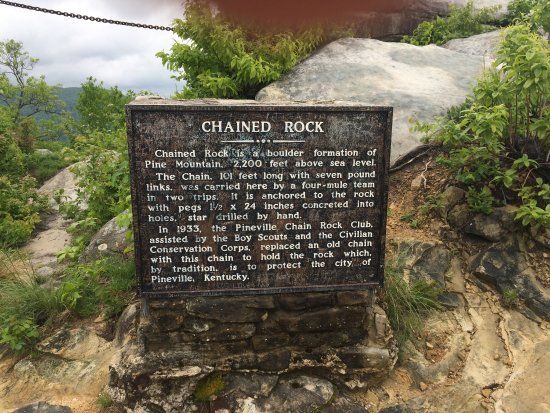 CHAINED ROCK
Chained Rock is a boulder formation of
Pine Mountain, 2,200 feet above sea level.
The Chain, 101 feet long with seven pound
links, was carried here by a four-mule team
in two trips. It is anchored to the rock
with pegs 1½ x 24 inches concreted into
holes, star drilled by hand.
In 1933, the Pineville Chain Rock Club,
assisted by the Boy Scouts and the Civilian
Conservation Corps, replaced an old chain
with this chain to hold the rock which,
by tradition, is to protect the city of
Pineville, Kentucky.